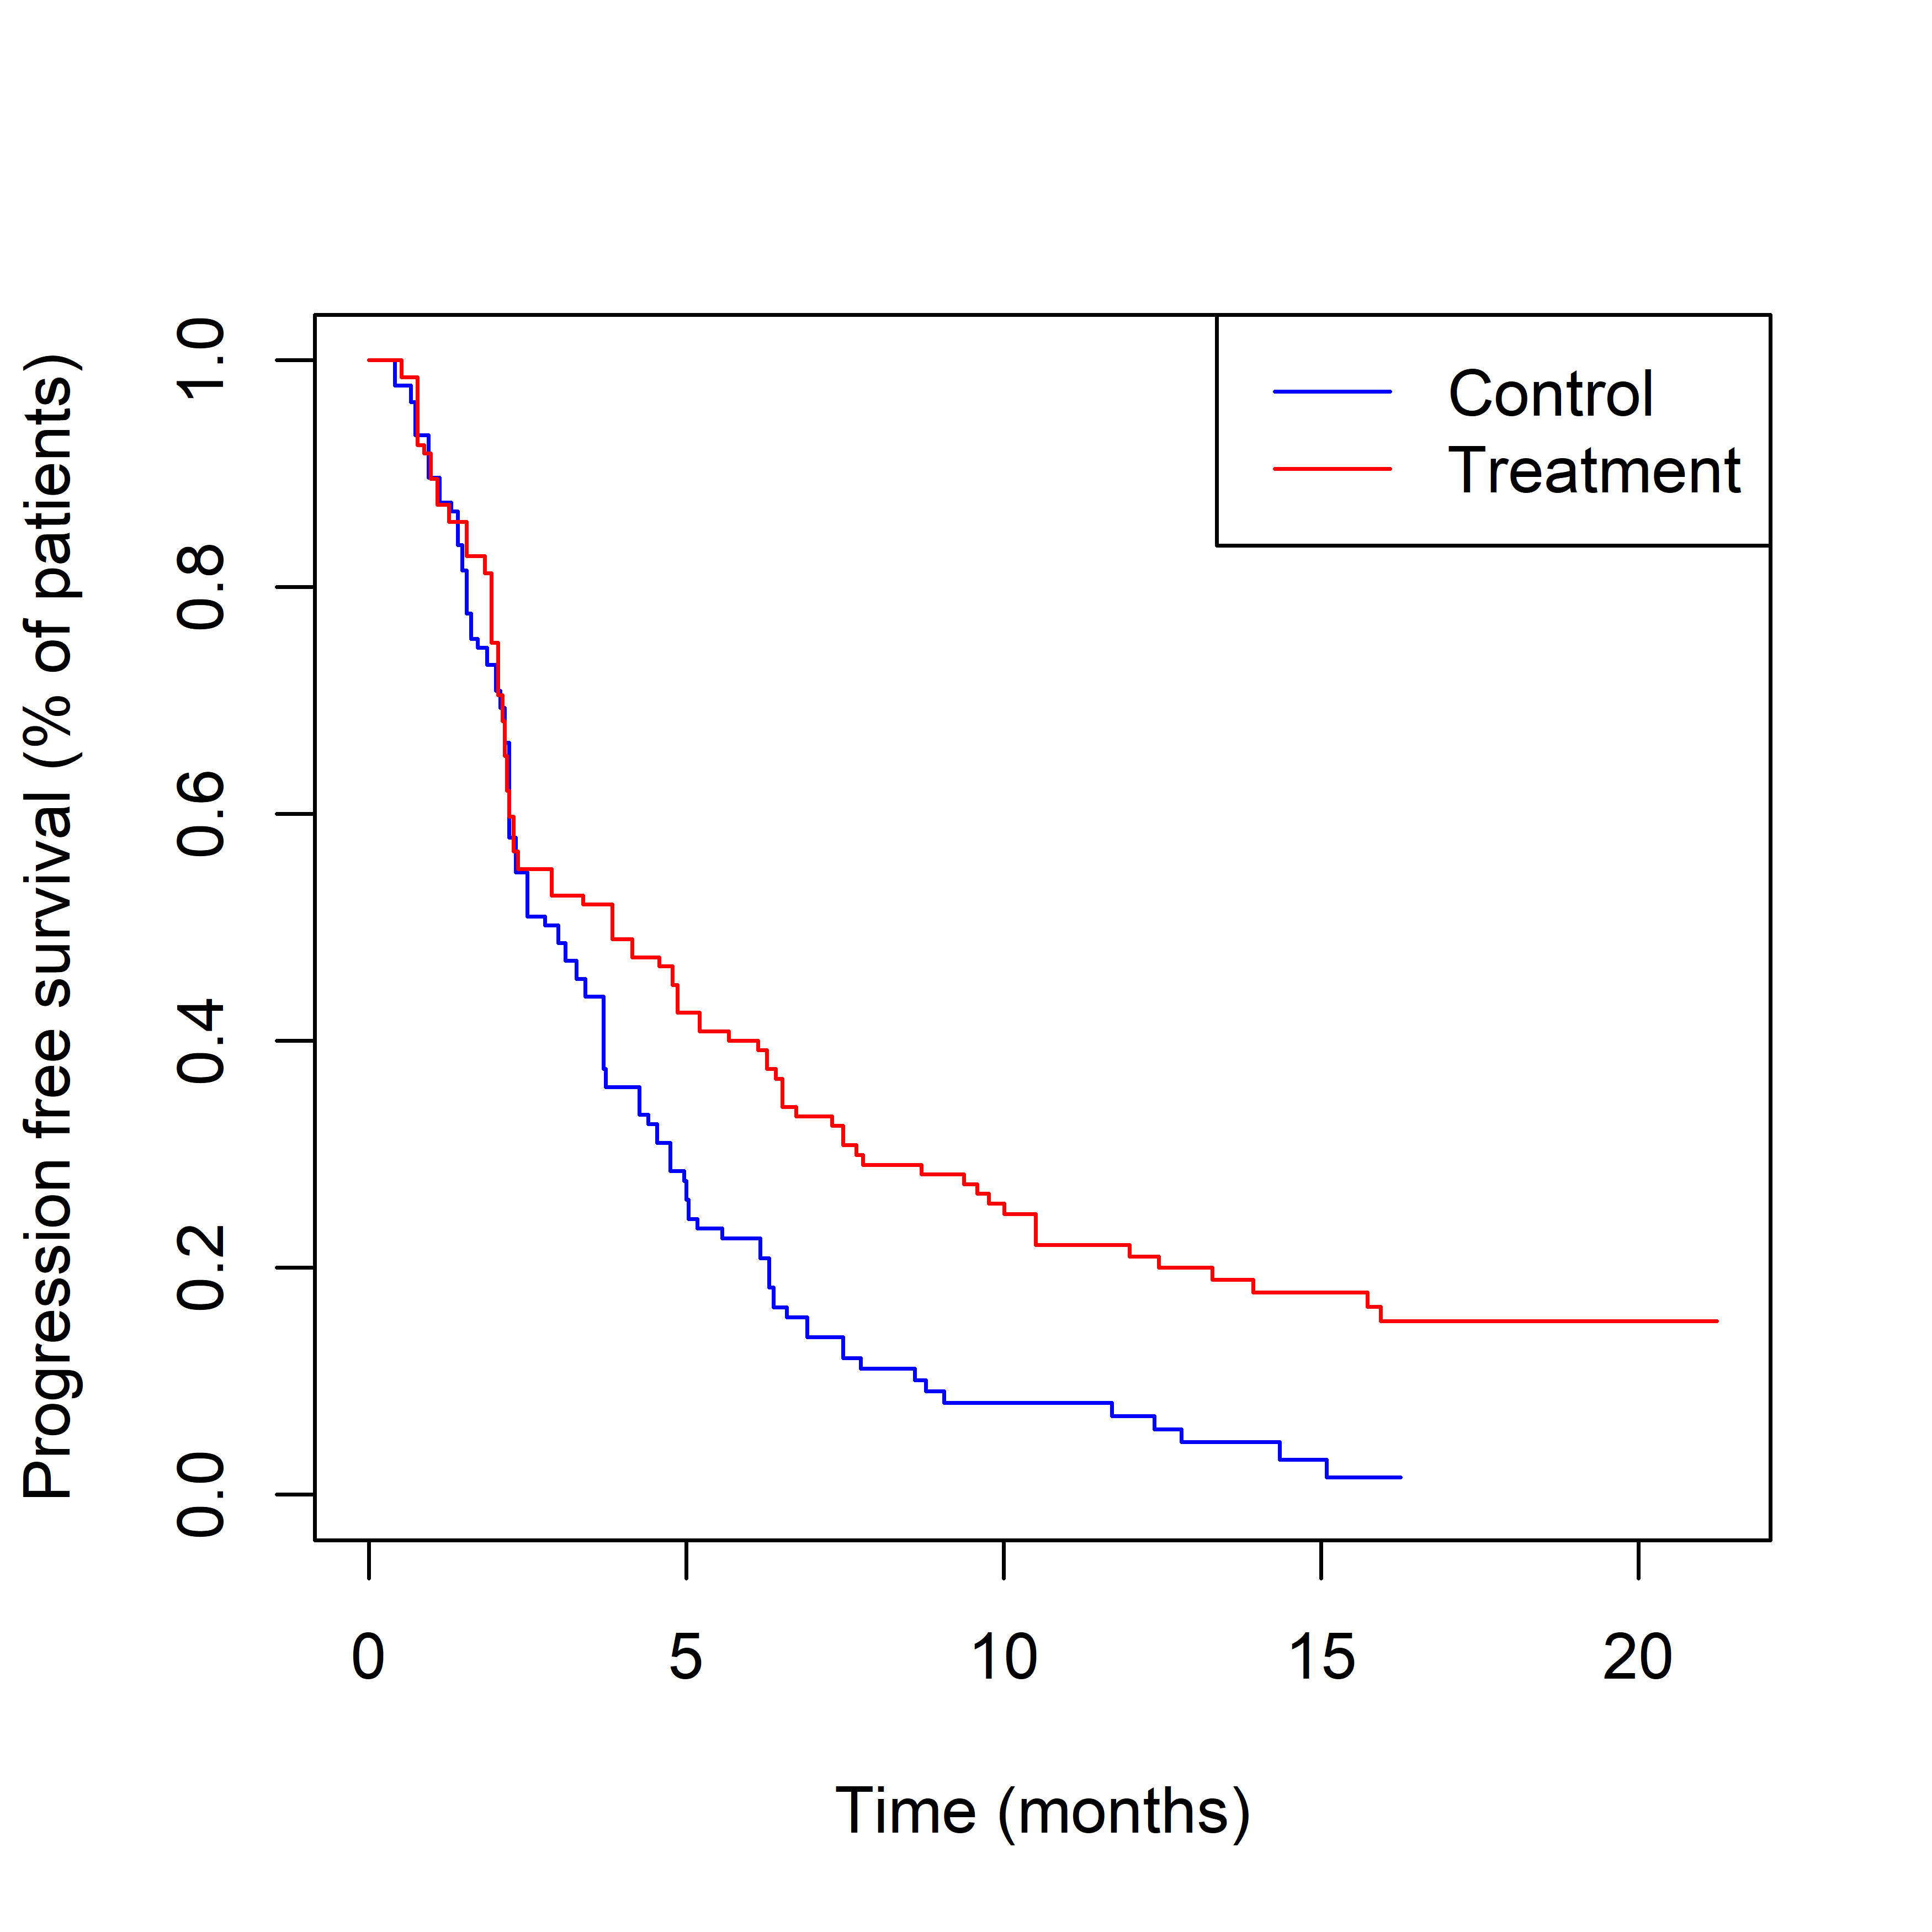 Control
Treatment
Progression free survival (% of patients)
1.0
0.8
0.6
0.4
0.2
0.0
0 5 10 15 20
Time (months)